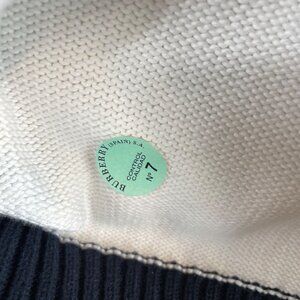 BURBERRY (SPAIN) S.A.
CONTROL
CALIDAD
Nº 7